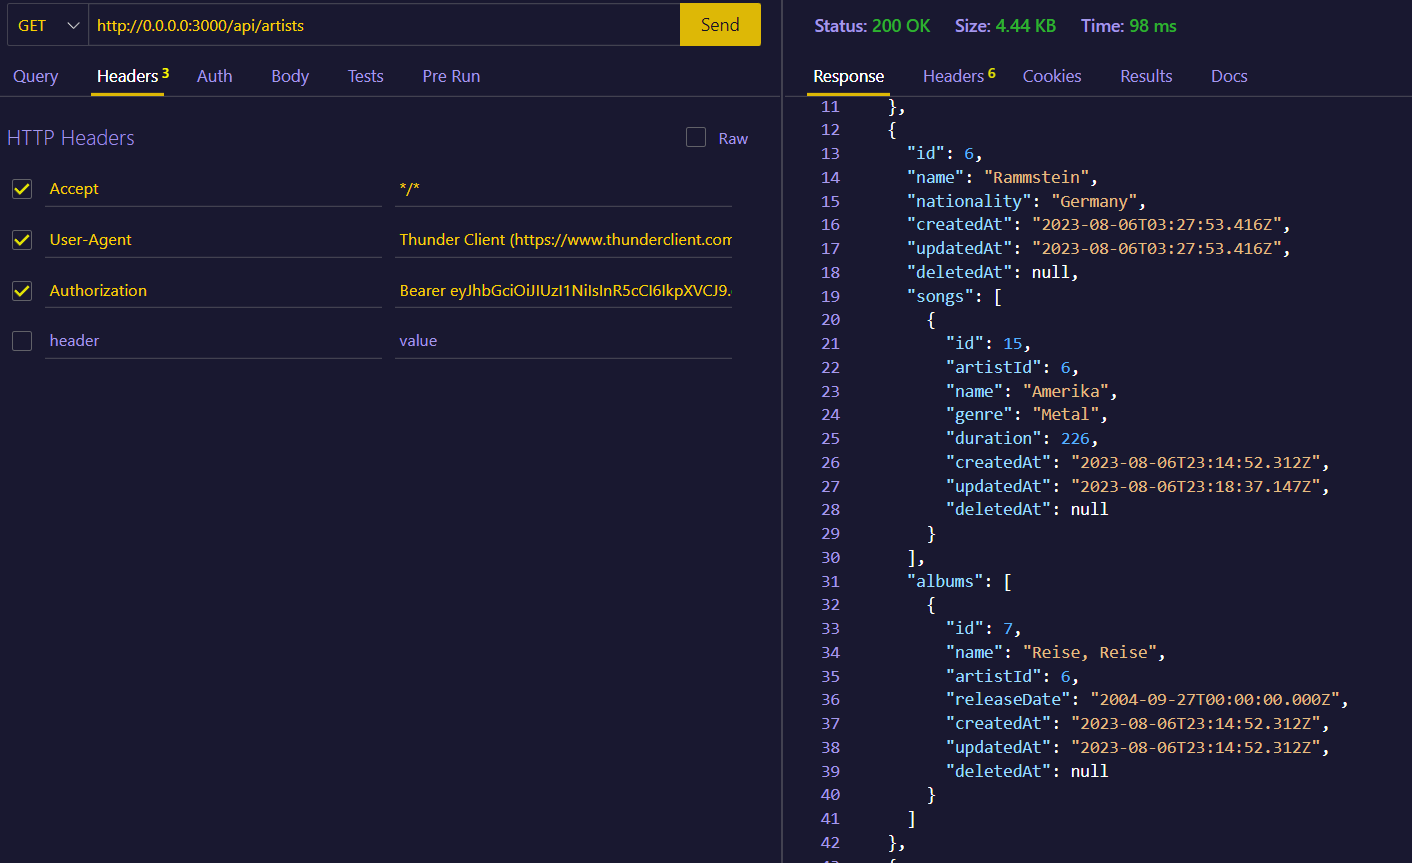 GET http://0.0.0.0:3000/api/artists Send
Query Headers 3 Auth Body Tests Pre Run
HTTP Headers Raw
Accept */*
User-Agent Thunder Client (https://www.thunderclient.com
Authorization Bearer eyJhbGciOiJIUzI1NiIsInR5cCI6IkpXVCJ9.
header value
Status: 200 OK Size: 4.44 KB Time: 98 ms
Response Headers 6 Cookies Results Docs
11 },
12 {
13 "id": 6,
14 "name": "Rammstein",
15 "nationality": "Germany",
16 "createdAt": "2023-08-06T03:27:53.416Z",
17 "updatedAt": "2023-08-06T03:27:53.416Z",
18 "deletedAt": null,
19 "songs": [
20 {
21 "id": 15,
22 "artistId": 6,
23 "name": "Amerika",
24 "genre": "Metal",
25 "duration": 226,
26 "createdAt": "2023-08-06T23:14:52.312Z",
27 "updatedAt": "2023-08-06T23:18:37.147Z",
28 "deletedAt": null
29 }
30 ],
31 "albums": [
32 {
33 "id": 7,
34 "name": "Reise, Reise",
35 "artistId": 6,
36 "releaseDate": "2004-09-27T00:00:00.000Z",
37 "createdAt": "2023-08-06T23:14:52.312Z",
38 "updatedAt": "2023-08-06T23:14:52.312Z",
39 "deletedAt": null
40 }
41 ]
42 },